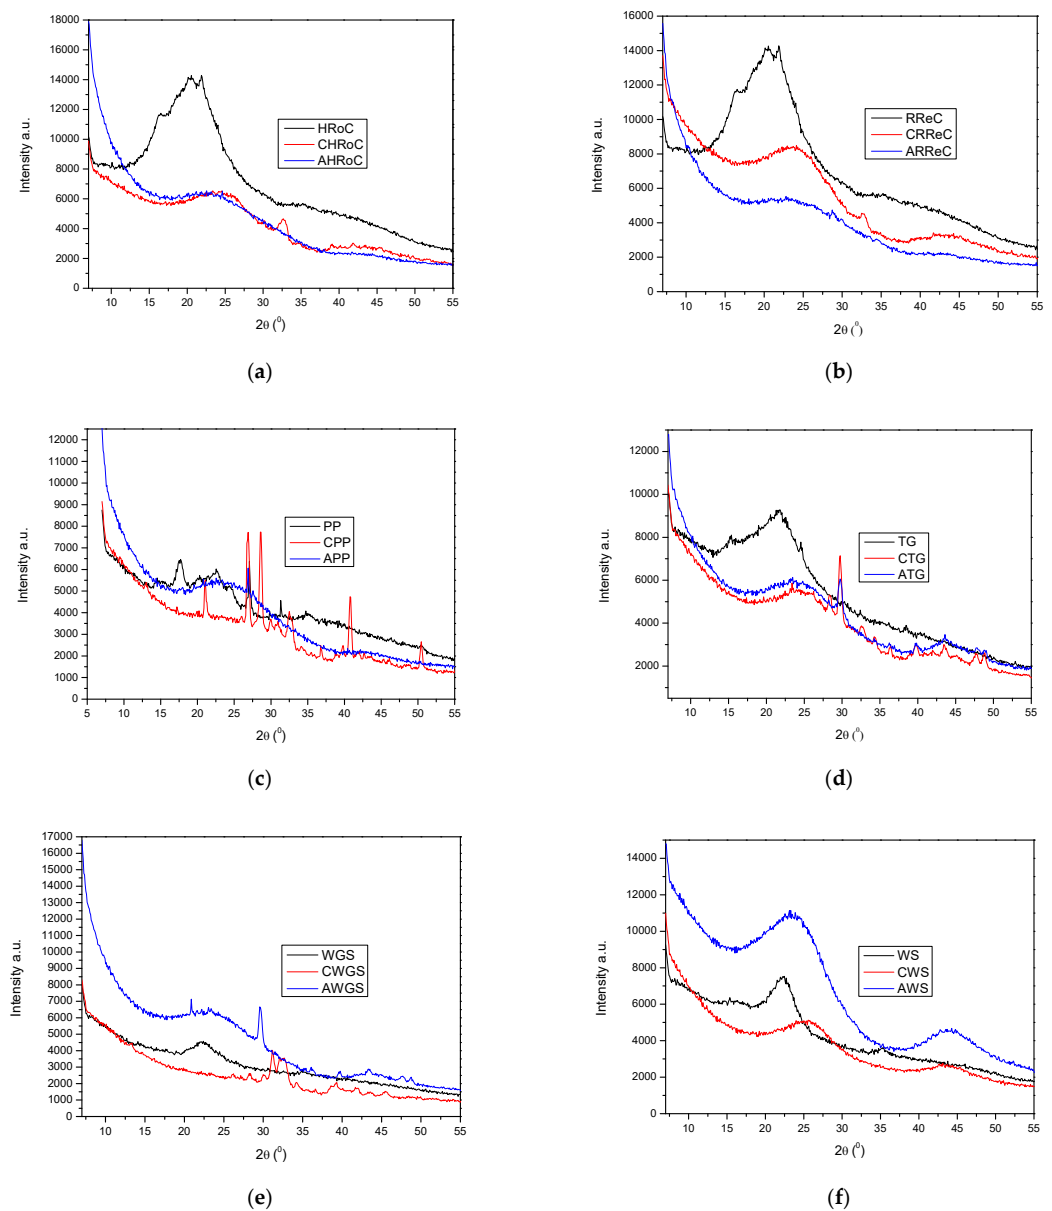 18000
16000
14000
12000
10000
8000
6000
4000
2000
0
Intensity a.u.
HRoC
CHRoC
AHRoC
10 15 20 25 30 35 40 45 50 55
2θ (⁰)
(a)
16000
14000
12000
10000
8000
6000
4000
2000
0
Intensity a.u.
RReC
CRReC
ARReC
10 15 20 25 30 35 40 45 50 55
2θ (⁰)
(b)
12000
11000
10000
9000
8000
7000
6000
5000
4000
3000
2000
1000
0
Intensity a.u.
PP
CPP
APP
5 10 15 20 25 30 35 40 45 50 55
2θ (⁰)
(c)
12000
10000
8000
6000
4000
2000
Intensity a.u.
TG
CTG
ATG
10 15 20 25 30 35 40 45 50 55
2θ (⁰)
(d)
17000
16000
15000
14000
13000
12000
11000
10000
9000
8000
7000
6000
5000
4000
3000
2000
1000
0
Intensity a.u.
WGS
CWGS
AWGS
10 15 20 25 30 35 40 45 50 55
2θ (⁰)
(e)
14000
12000
10000
8000
6000
4000
2000
0
Intensity a.u.
WS
CWS
AWS
10 15 20 25 30 35 40 45 50 55
2θ (⁰)
(f)